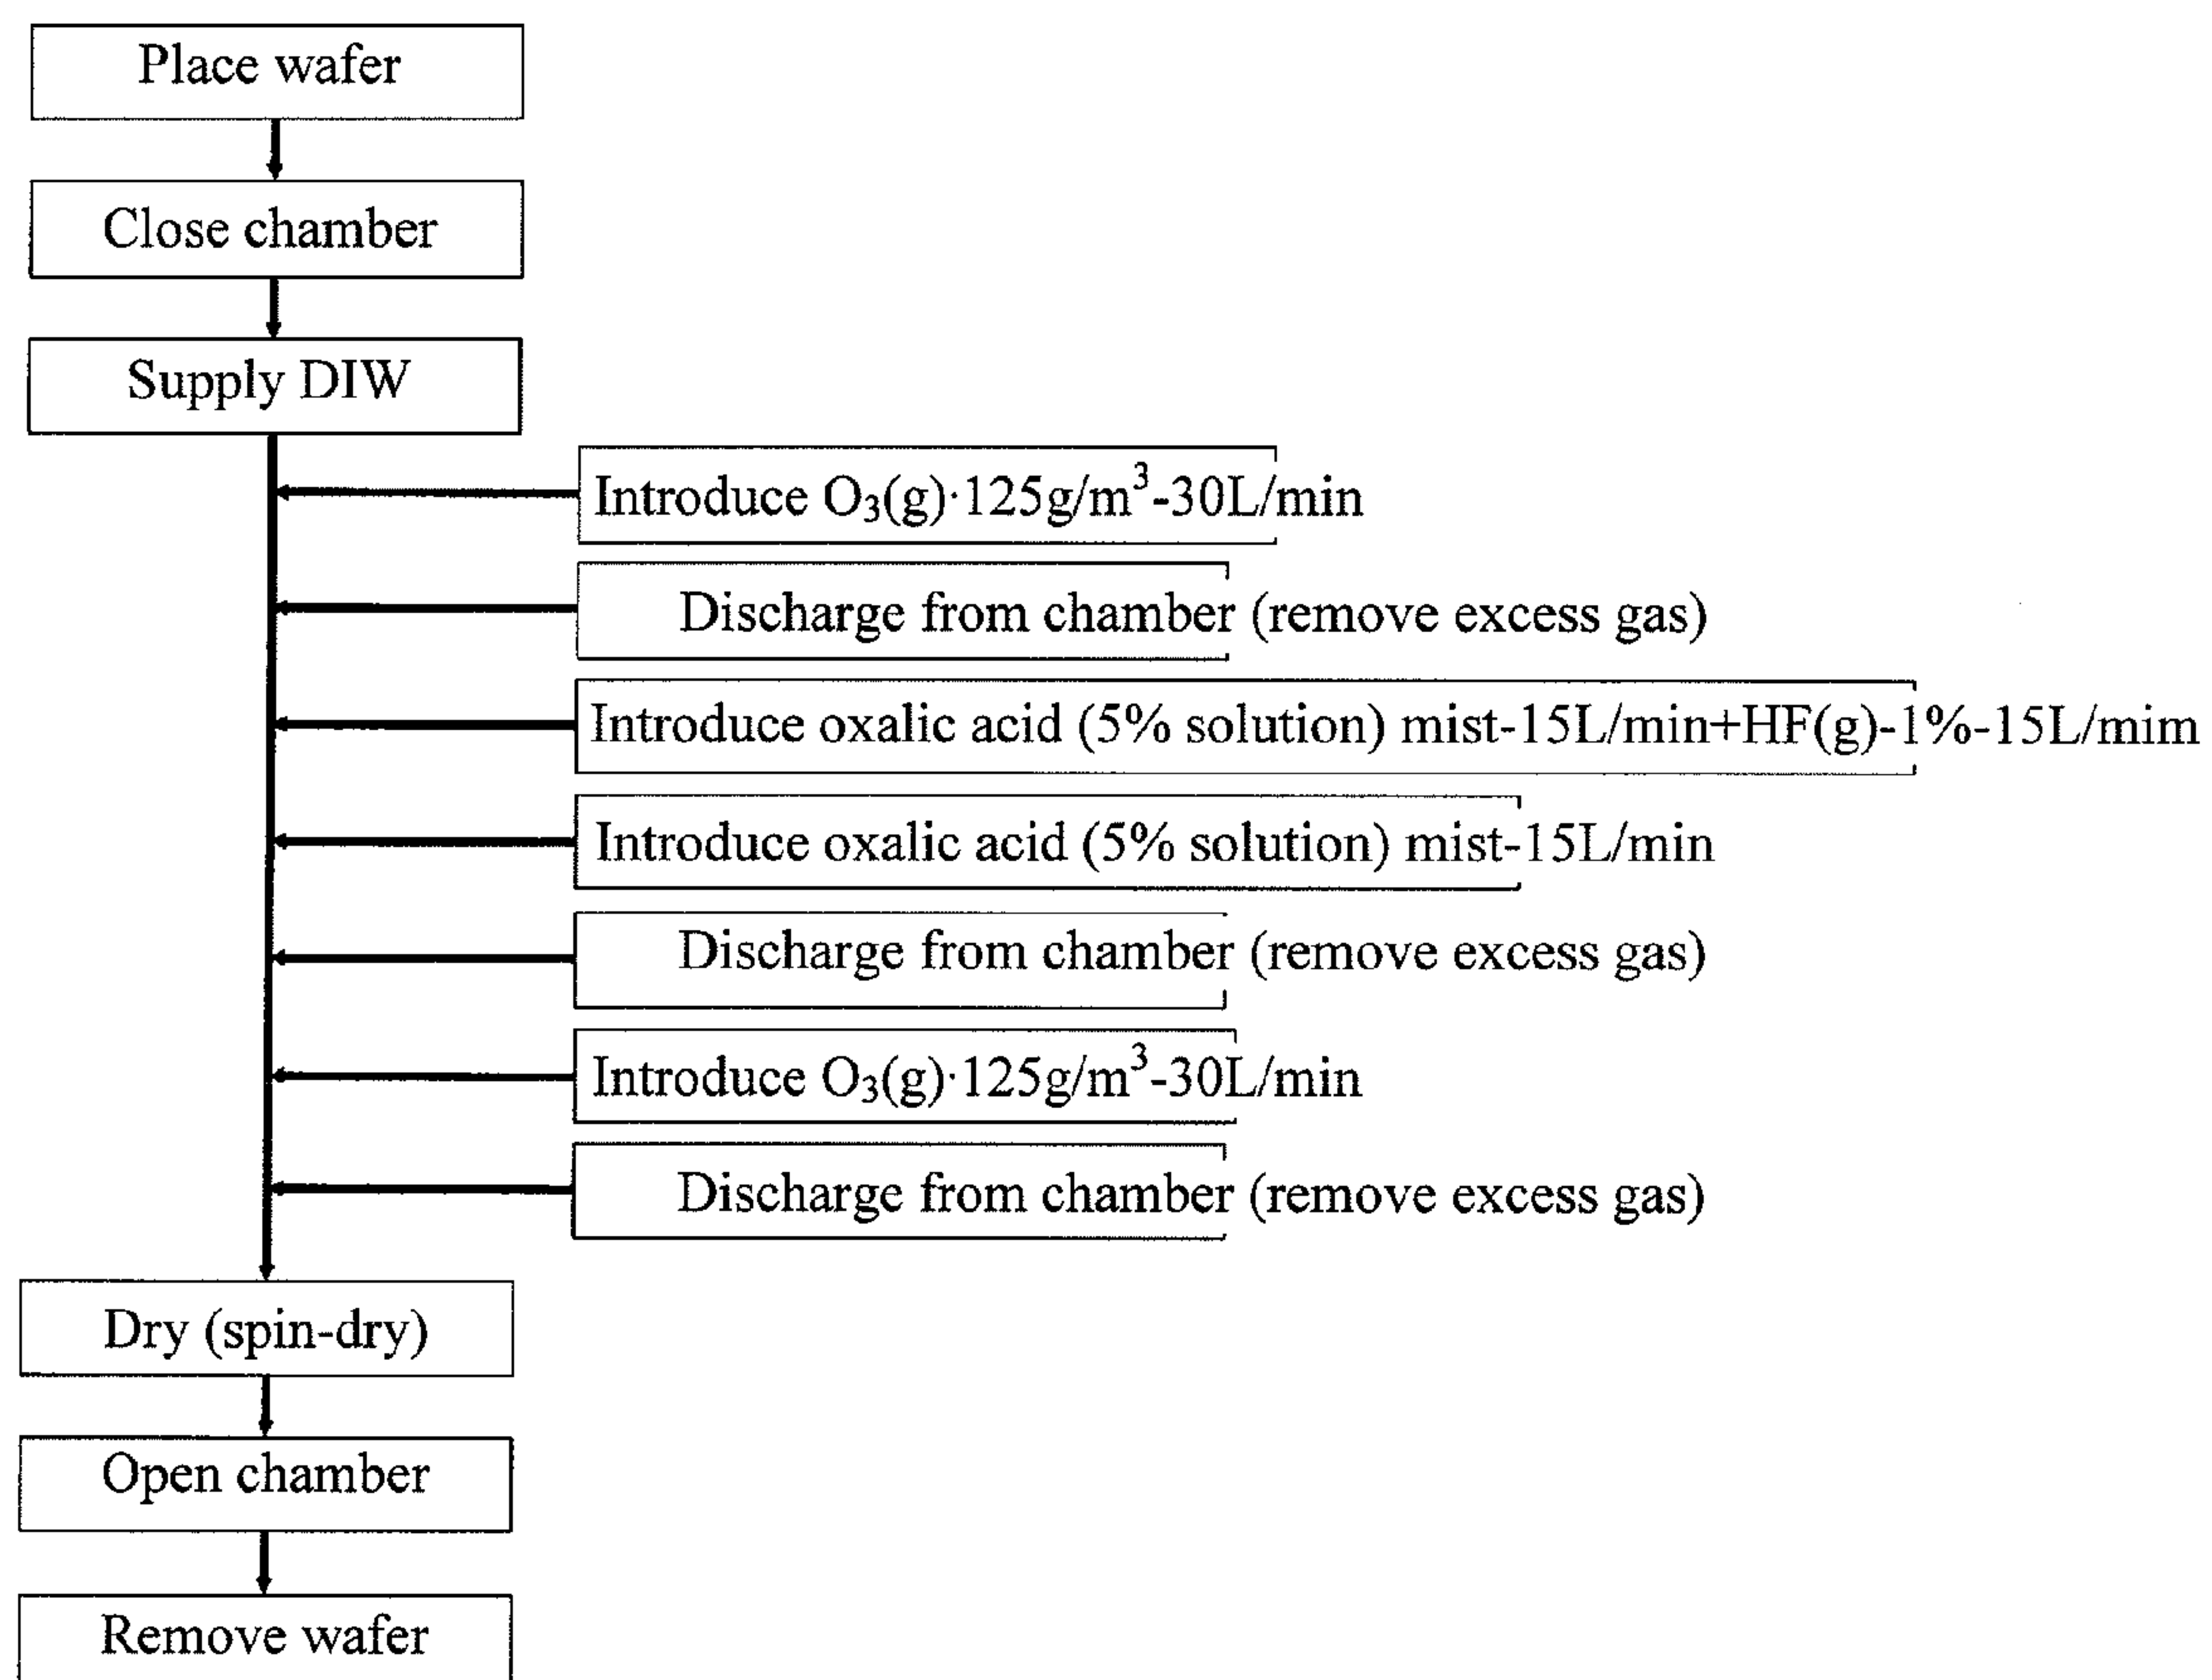 Place wafer
Close chamber
Supply DIW
Introduce O₃(g)·125g/m³-30L/min
Discharge from chamber (remove excess gas)
Introduce oxalic acid (5% solution) mist-15L/min+HF(g)-1%-15L/mim
Introduce oxalic acid (5% solution) mist-15L/min
Discharge from chamber (remove excess gas)
Introduce O₃(g)·125g/m³-30L/min
Discharge from chamber (remove excess gas)
Dry (spin-dry)
Open chamber
Remove wafer